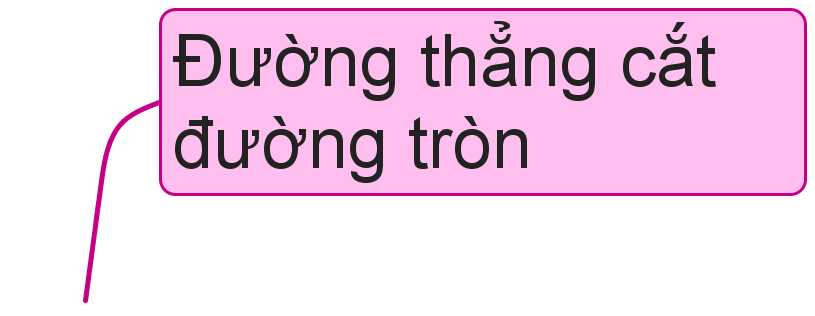 Đường thẳng cắt
đường tròn